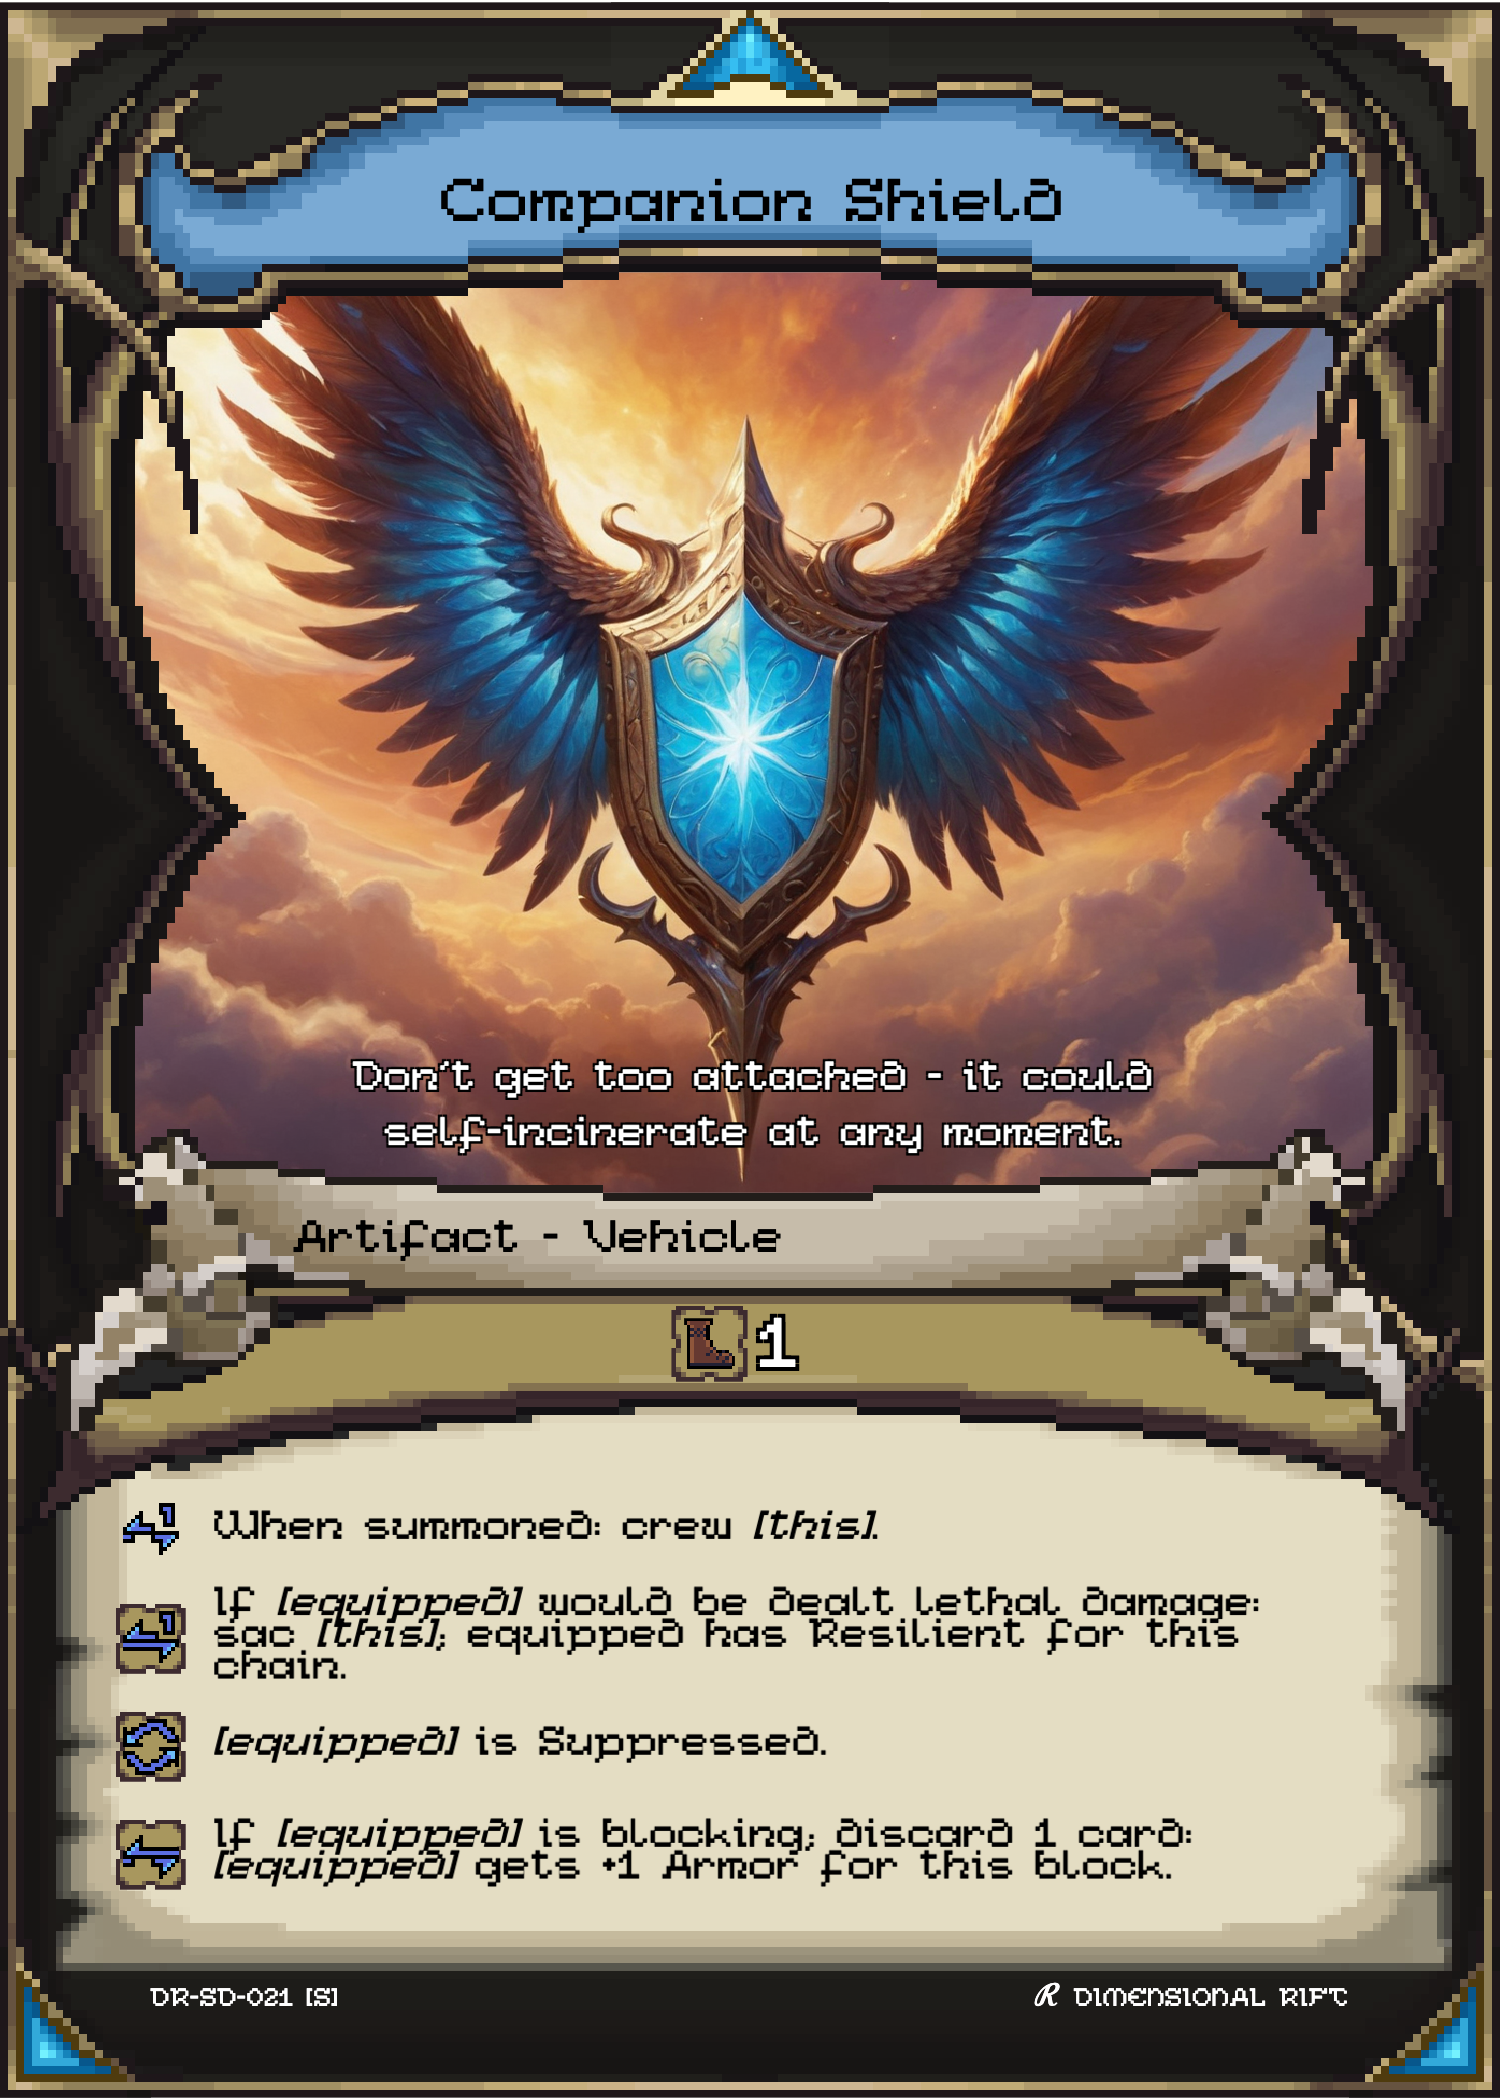 Companion Shield
Don't get too attached - it could
self-incinerate at any moment.
Artifact - Vehicle
1
When summoned: crew [this].
If [equipped] would be dealt lethal damage:
sac [this]; equipped has Resilient for this
chain.
[equipped] is Suppressed.
If [equipped] is blocking; discard 1 card:
[equipped] gets +1 Armor for this block.
DR-SD-021 [S]
R DIMENSIONAL RIFT